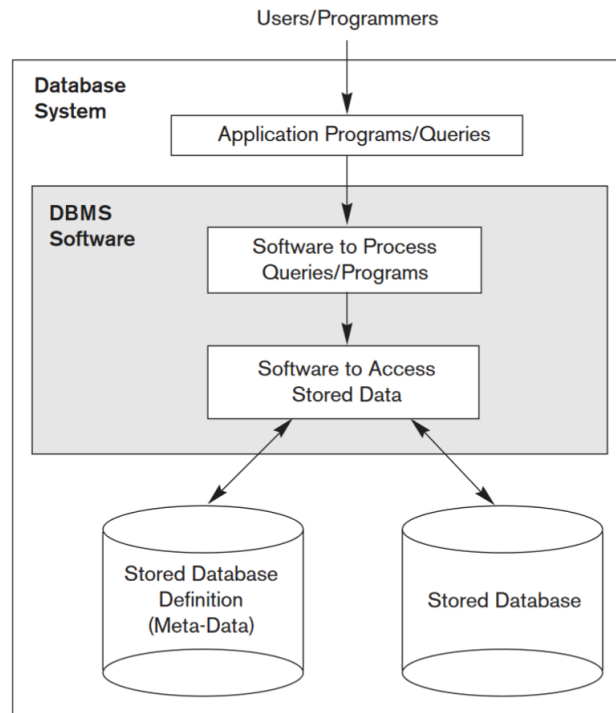 Users/Programmers
Database
System
Application Programs/Queries
DBMS
Software
Software to Process
Queries/Programs
Software to Access
Stored Data
Stored Database
Definition
(Meta-Data)
Stored Database